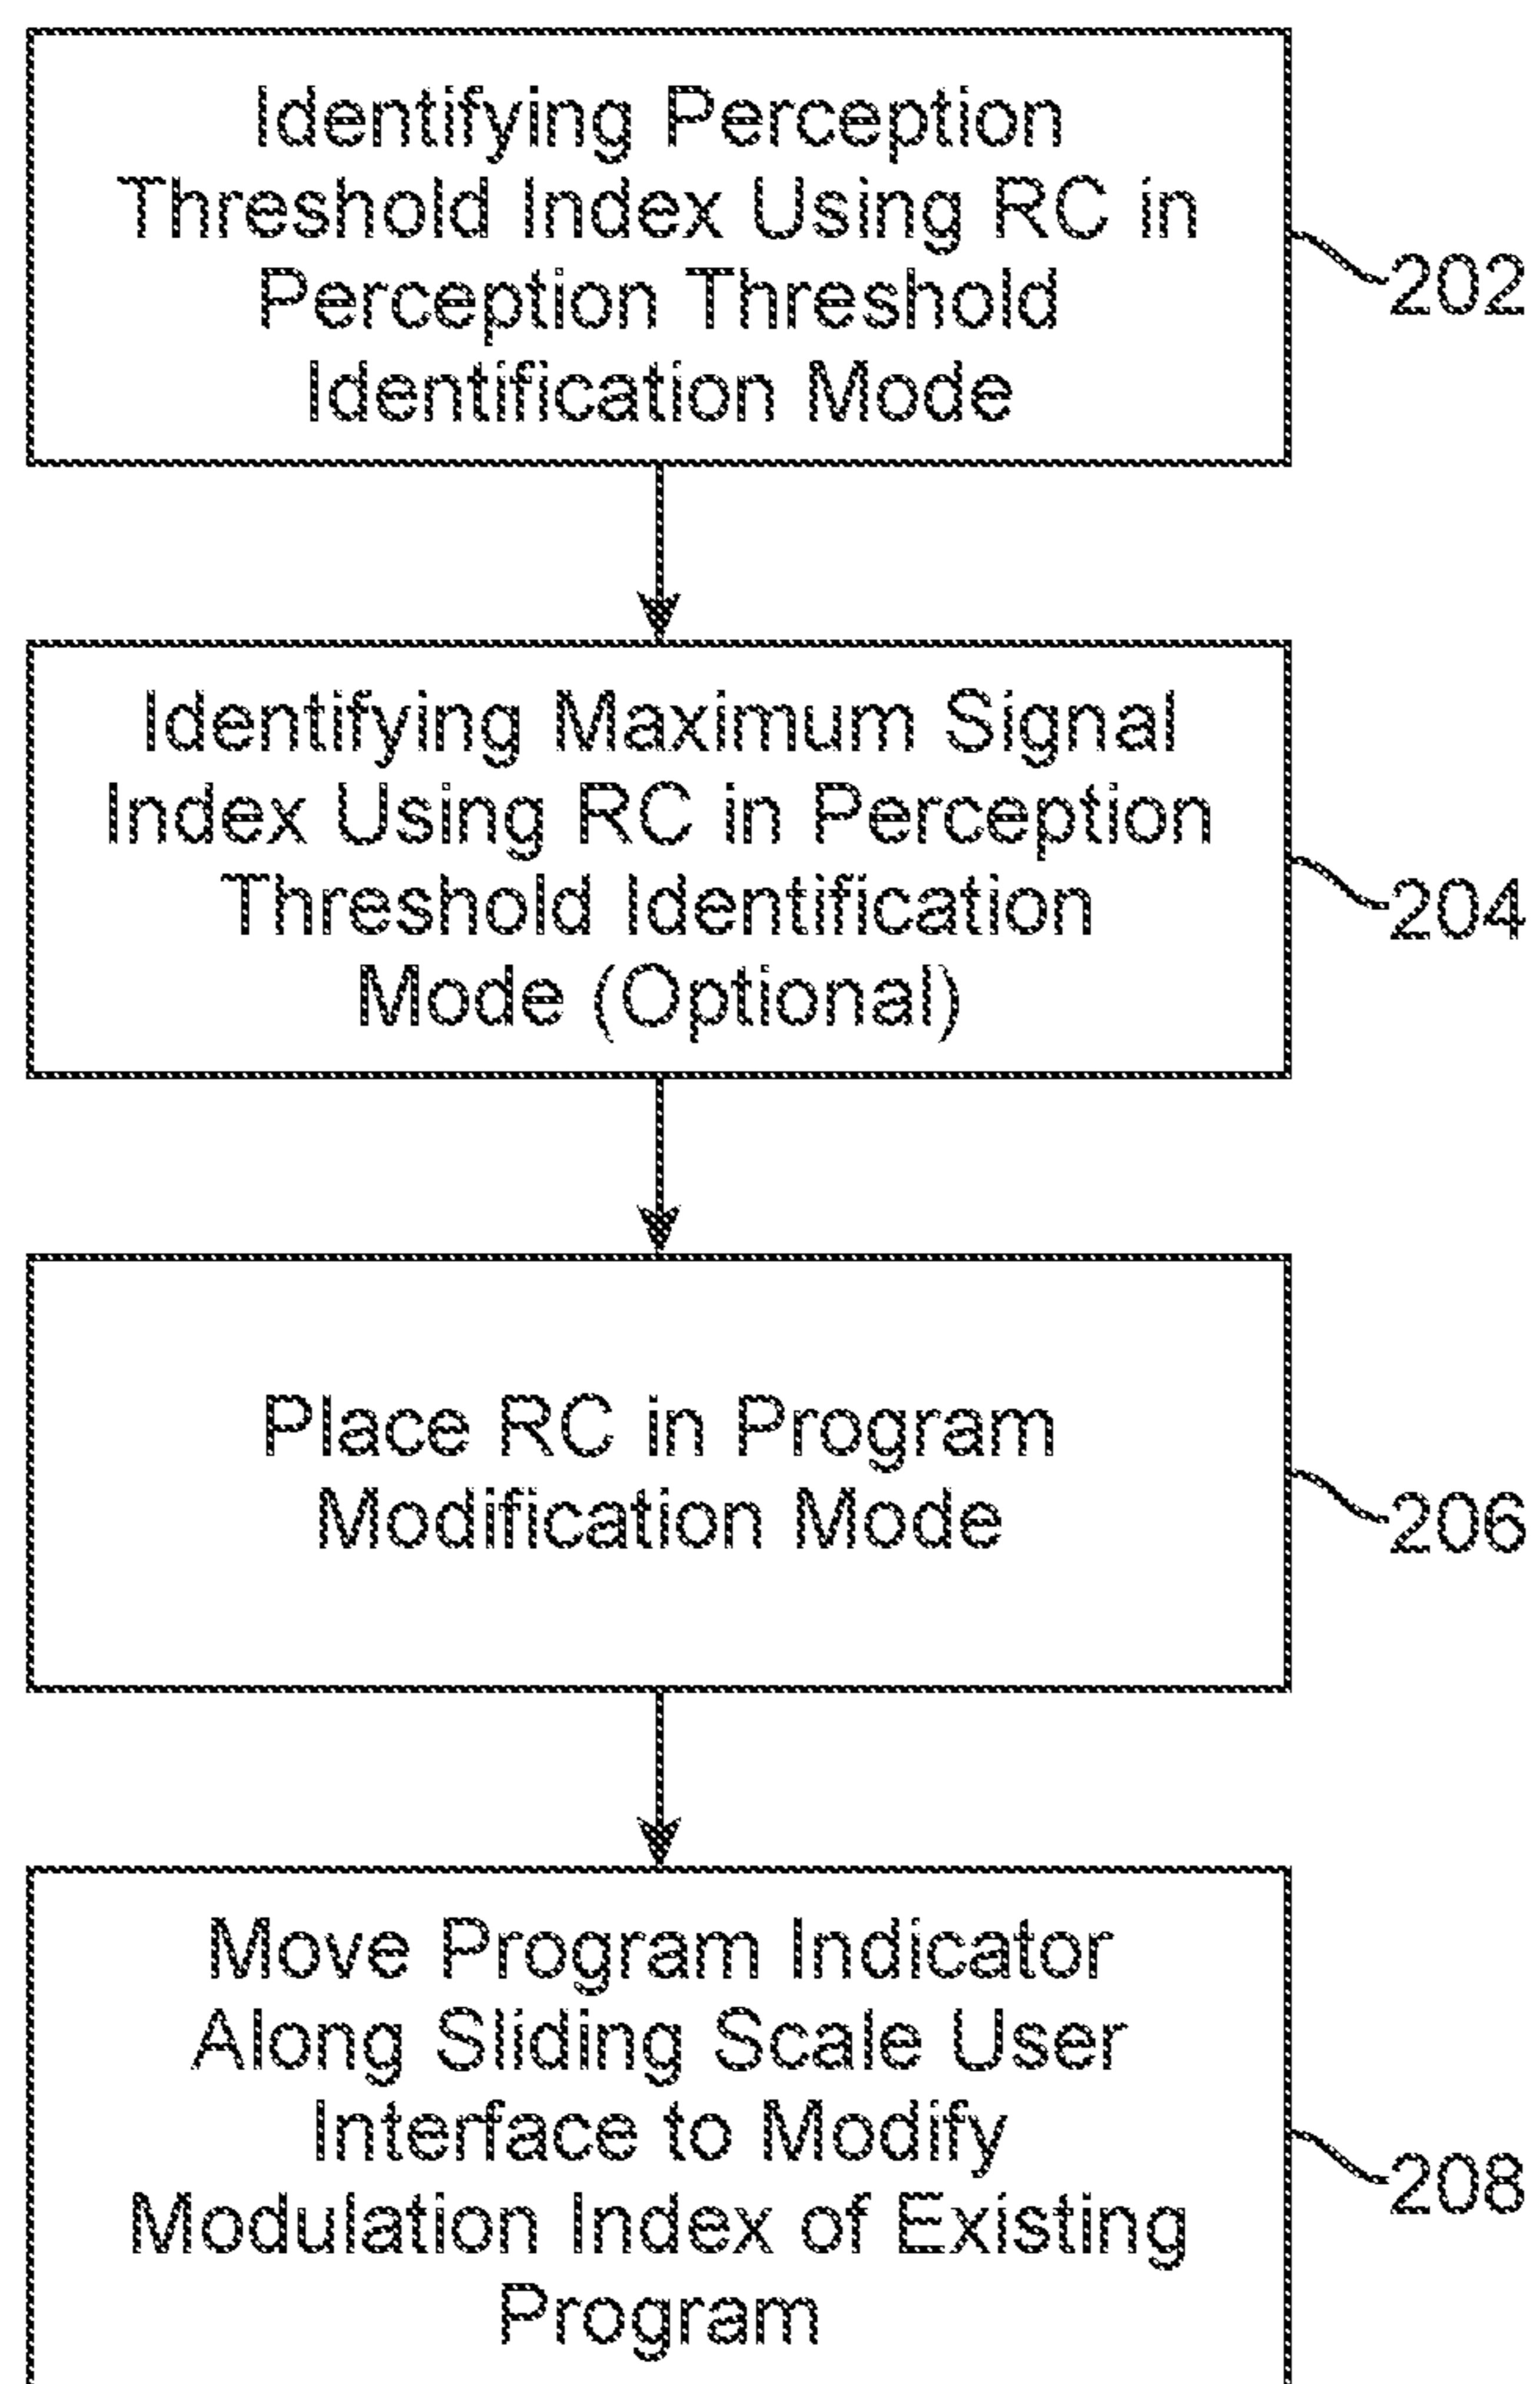 Identifying Perception
Threshold Index Using RC in
Perception Threshold
Identification Mode
202
Identifying Maximum Signal
Index Using RC in Perception
Threshold Identification
Mode (Optional)
204
Place RC in Program
Modification Mode
206
Move Program Indicator
Along Sliding Scale User
Interface to Modify
Modulation Index of Existing
Program
208